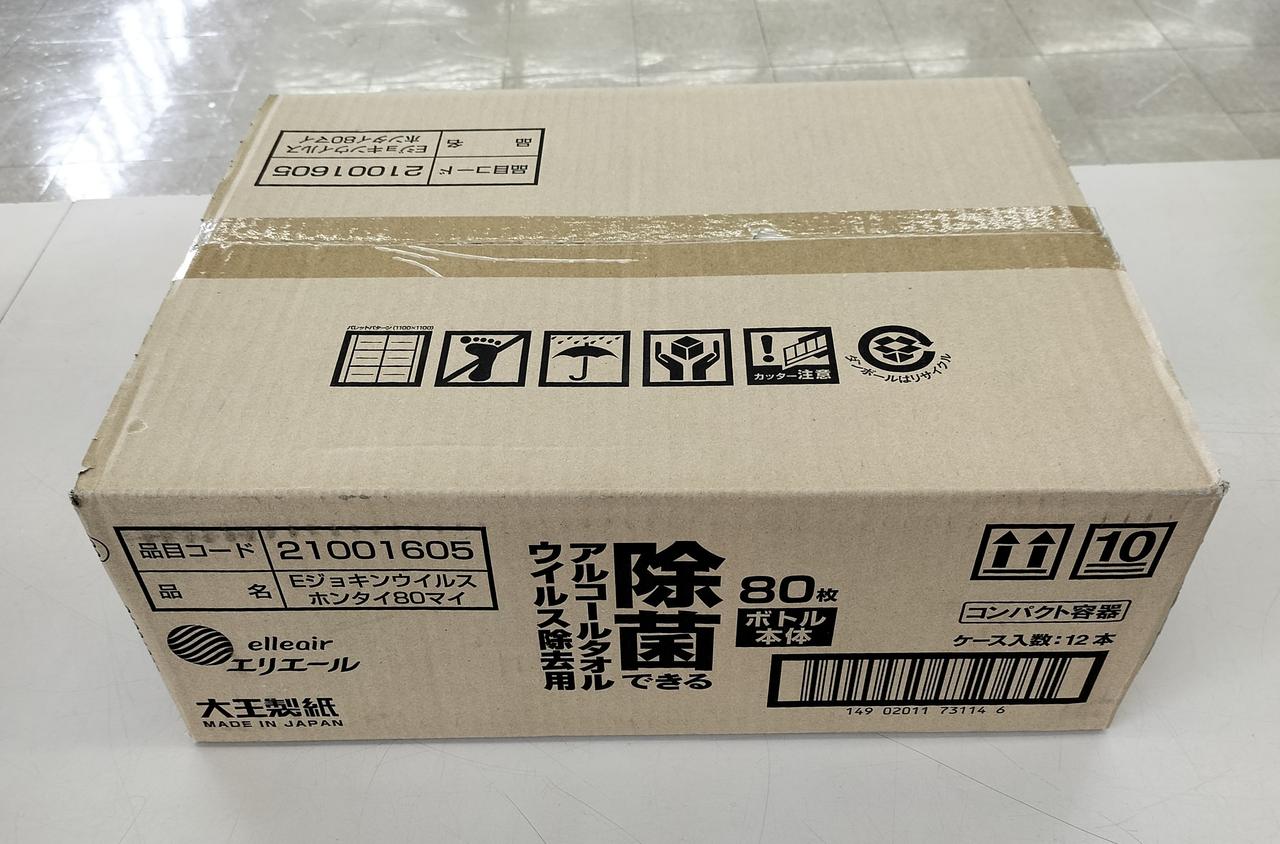 品目コード 21001605
品名 Eジョキンウイルス
ホンタイ80マイ
パレットパターン(1100×1100)
カッター注意
ダンボールはリサイクル
品目コード 21001605
品名 Eジョキンウイルス
ホンタイ80マイ
elleair
エリエール
大王製紙
MADE IN JAPAN
除菌できる
アルコールタオル
ウイルス除去用
80枚
ボトル
本体
10
コンパクト容器
ケース入数:12本
149 02011 73114 6